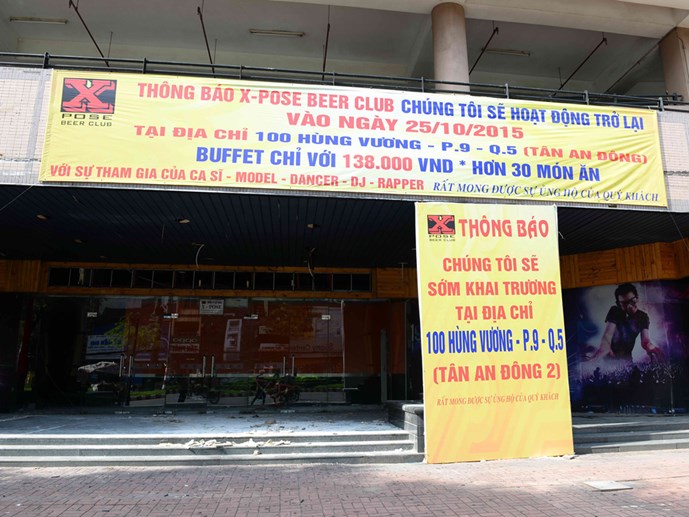 X
POSE
BEER CLUB
THÔNG BÁO X-POSE BEER CLUB CHÚNG TÔI SẼ HOẠT ĐỘNG TRỞ LẠI
VÀO NGÀY 25/10/2015
TẠI ĐỊA CHỈ 100 HÙNG VƯƠNG - P.9 - Q.5 (TÂN AN ĐÔNG)
BUFFET CHỈ VỚI 138.000 VND * HƠN 30 MÓN ĂN
VỚI SỰ THAM GIA CỦA CA SĨ - MODEL - DANCER - DJ - RAPPER RẤT MONG ĐƯỢC SỰ ỦNG HỘ CỦA QUÝ KHÁCH
X
POSE
BEER CLUB
THÔNG BÁO
CHÚNG TÔI SẼ
SỚM KHAI TRƯƠNG
TẠI ĐỊA CHỈ
100 HÙNG VƯƠNG - P.9 - Q.5
(TÂN AN ĐÔNG 2)
RẤT MONG ĐƯỢC SỰ ỦNG HỘ CỦA QUÝ KHÁCH